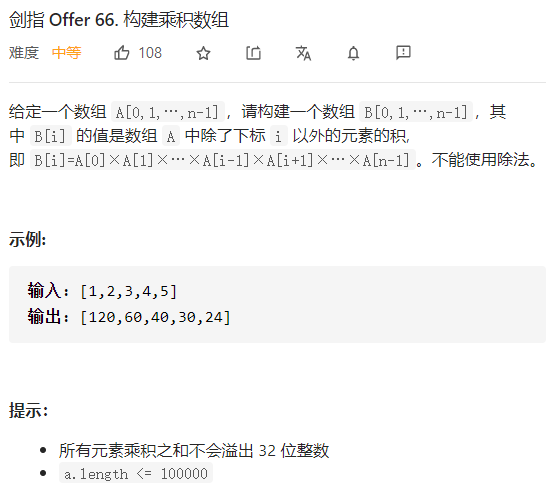 剑指 Offer 66. 构建乘积数组
难度 中等 108
给定一个数组 A[0,1,…,n-1]，请构建一个数组 B[0,1,…,n-1]，其
中 B[i] 的值是数组 A 中除了下标 i 以外的元素的积,
即 B[i]=A[0]×A[1]×…×A[i-1]×A[i+1]×…×A[n-1]。不能使用除法。
示例:
输入: [1,2,3,4,5]
输出: [120,60,40,30,24]
提示：
• 所有元素乘积之和不会溢出 32 位整数
• a.length <= 100000